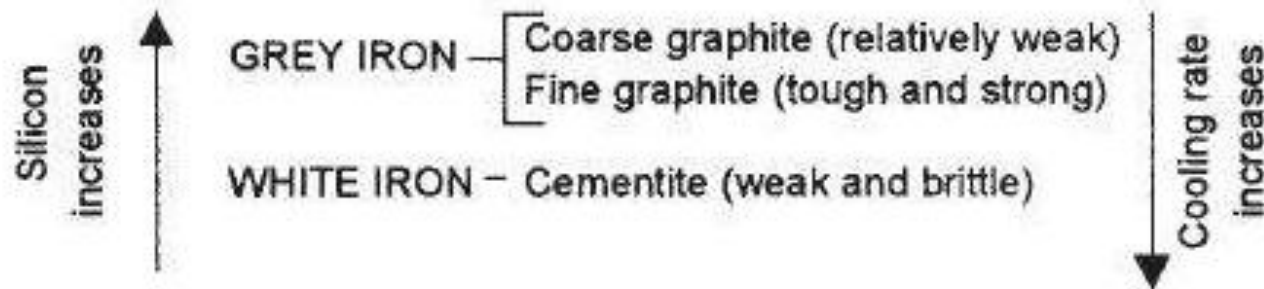 Silicon
increases
GREY IRON
Coarse graphite (relatively weak)
Fine graphite (tough and strong)
WHITE IRON – Cementite (weak and brittle)
Cooling rate
increases